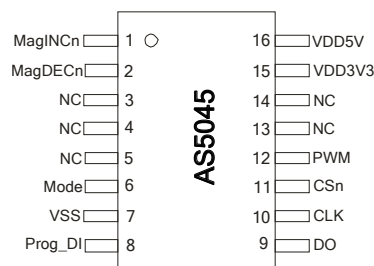 MagINCn 1 16 VDD5V
MagDECn 2 15 VDD3V3
NC 3 14 NC
NC 4 13 NC
NC 5 12 PWM
Mode 6 11 CSn
VSS 7 10 CLK
Prog_DI 8 9 DO
AS5045